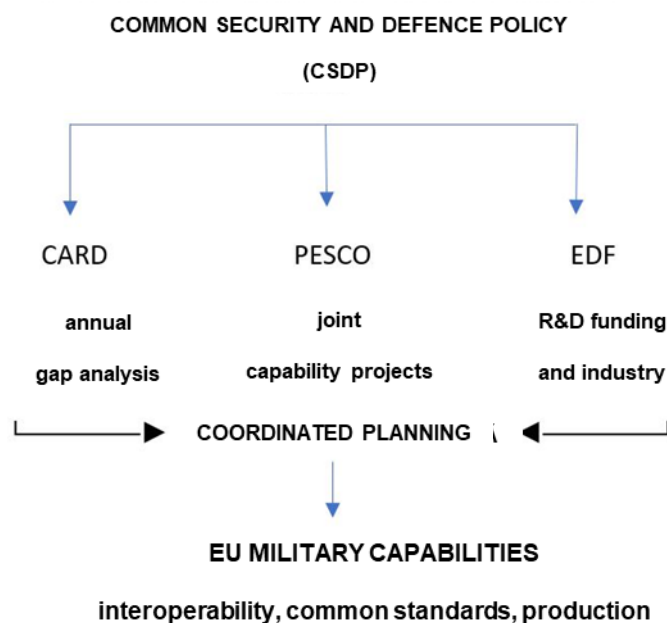 COMMON SECURITY AND DEFENCE POLICY
(CSDP)
CARD PESCO EDF
annual joint R&D funding
gap analysis capability projects and industry
COORDINATED PLANNING
EU MILITARY CAPABILITIES
interoperability, common standards, production